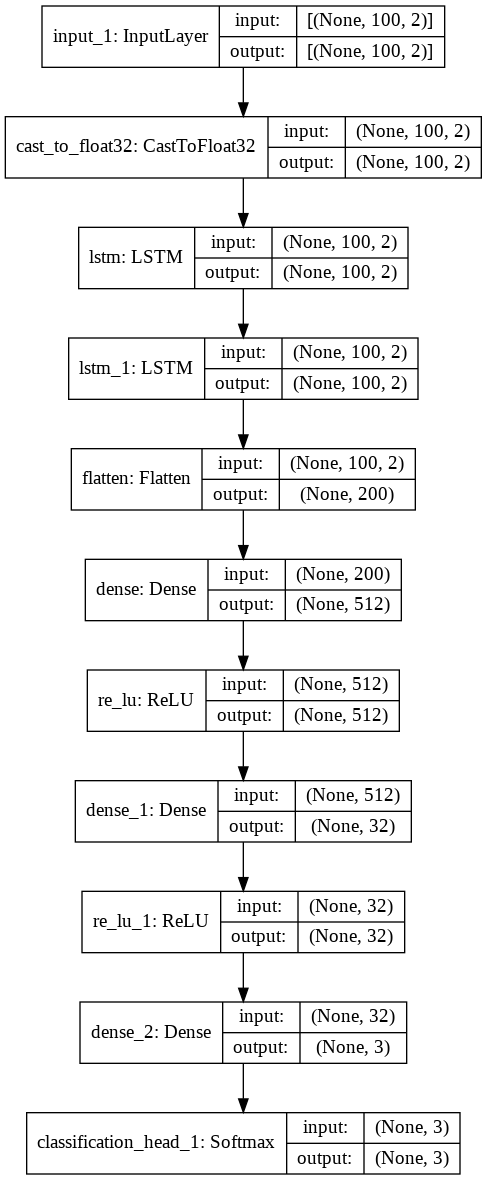 input_1: InputLayer
input: [(None, 100, 2)]
output: [(None, 100, 2)]
cast_to_float32: CastToFloat32
input: (None, 100, 2)
output: (None, 100, 2)
lstm: LSTM
input: (None, 100, 2)
output: (None, 100, 2)
lstm_1: LSTM
input: (None, 100, 2)
output: (None, 100, 2)
flatten: Flatten
input: (None, 100, 2)
output: (None, 200)
dense: Dense
input: (None, 200)
output: (None, 512)
re_lu: ReLU
input: (None, 512)
output: (None, 512)
dense_1: Dense
input: (None, 512)
output: (None, 32)
re_lu_1: ReLU
input: (None, 32)
output: (None, 32)
dense_2: Dense
input: (None, 32)
output: (None, 3)
classification_head_1: Softmax
input: (None, 3)
output: (None, 3)